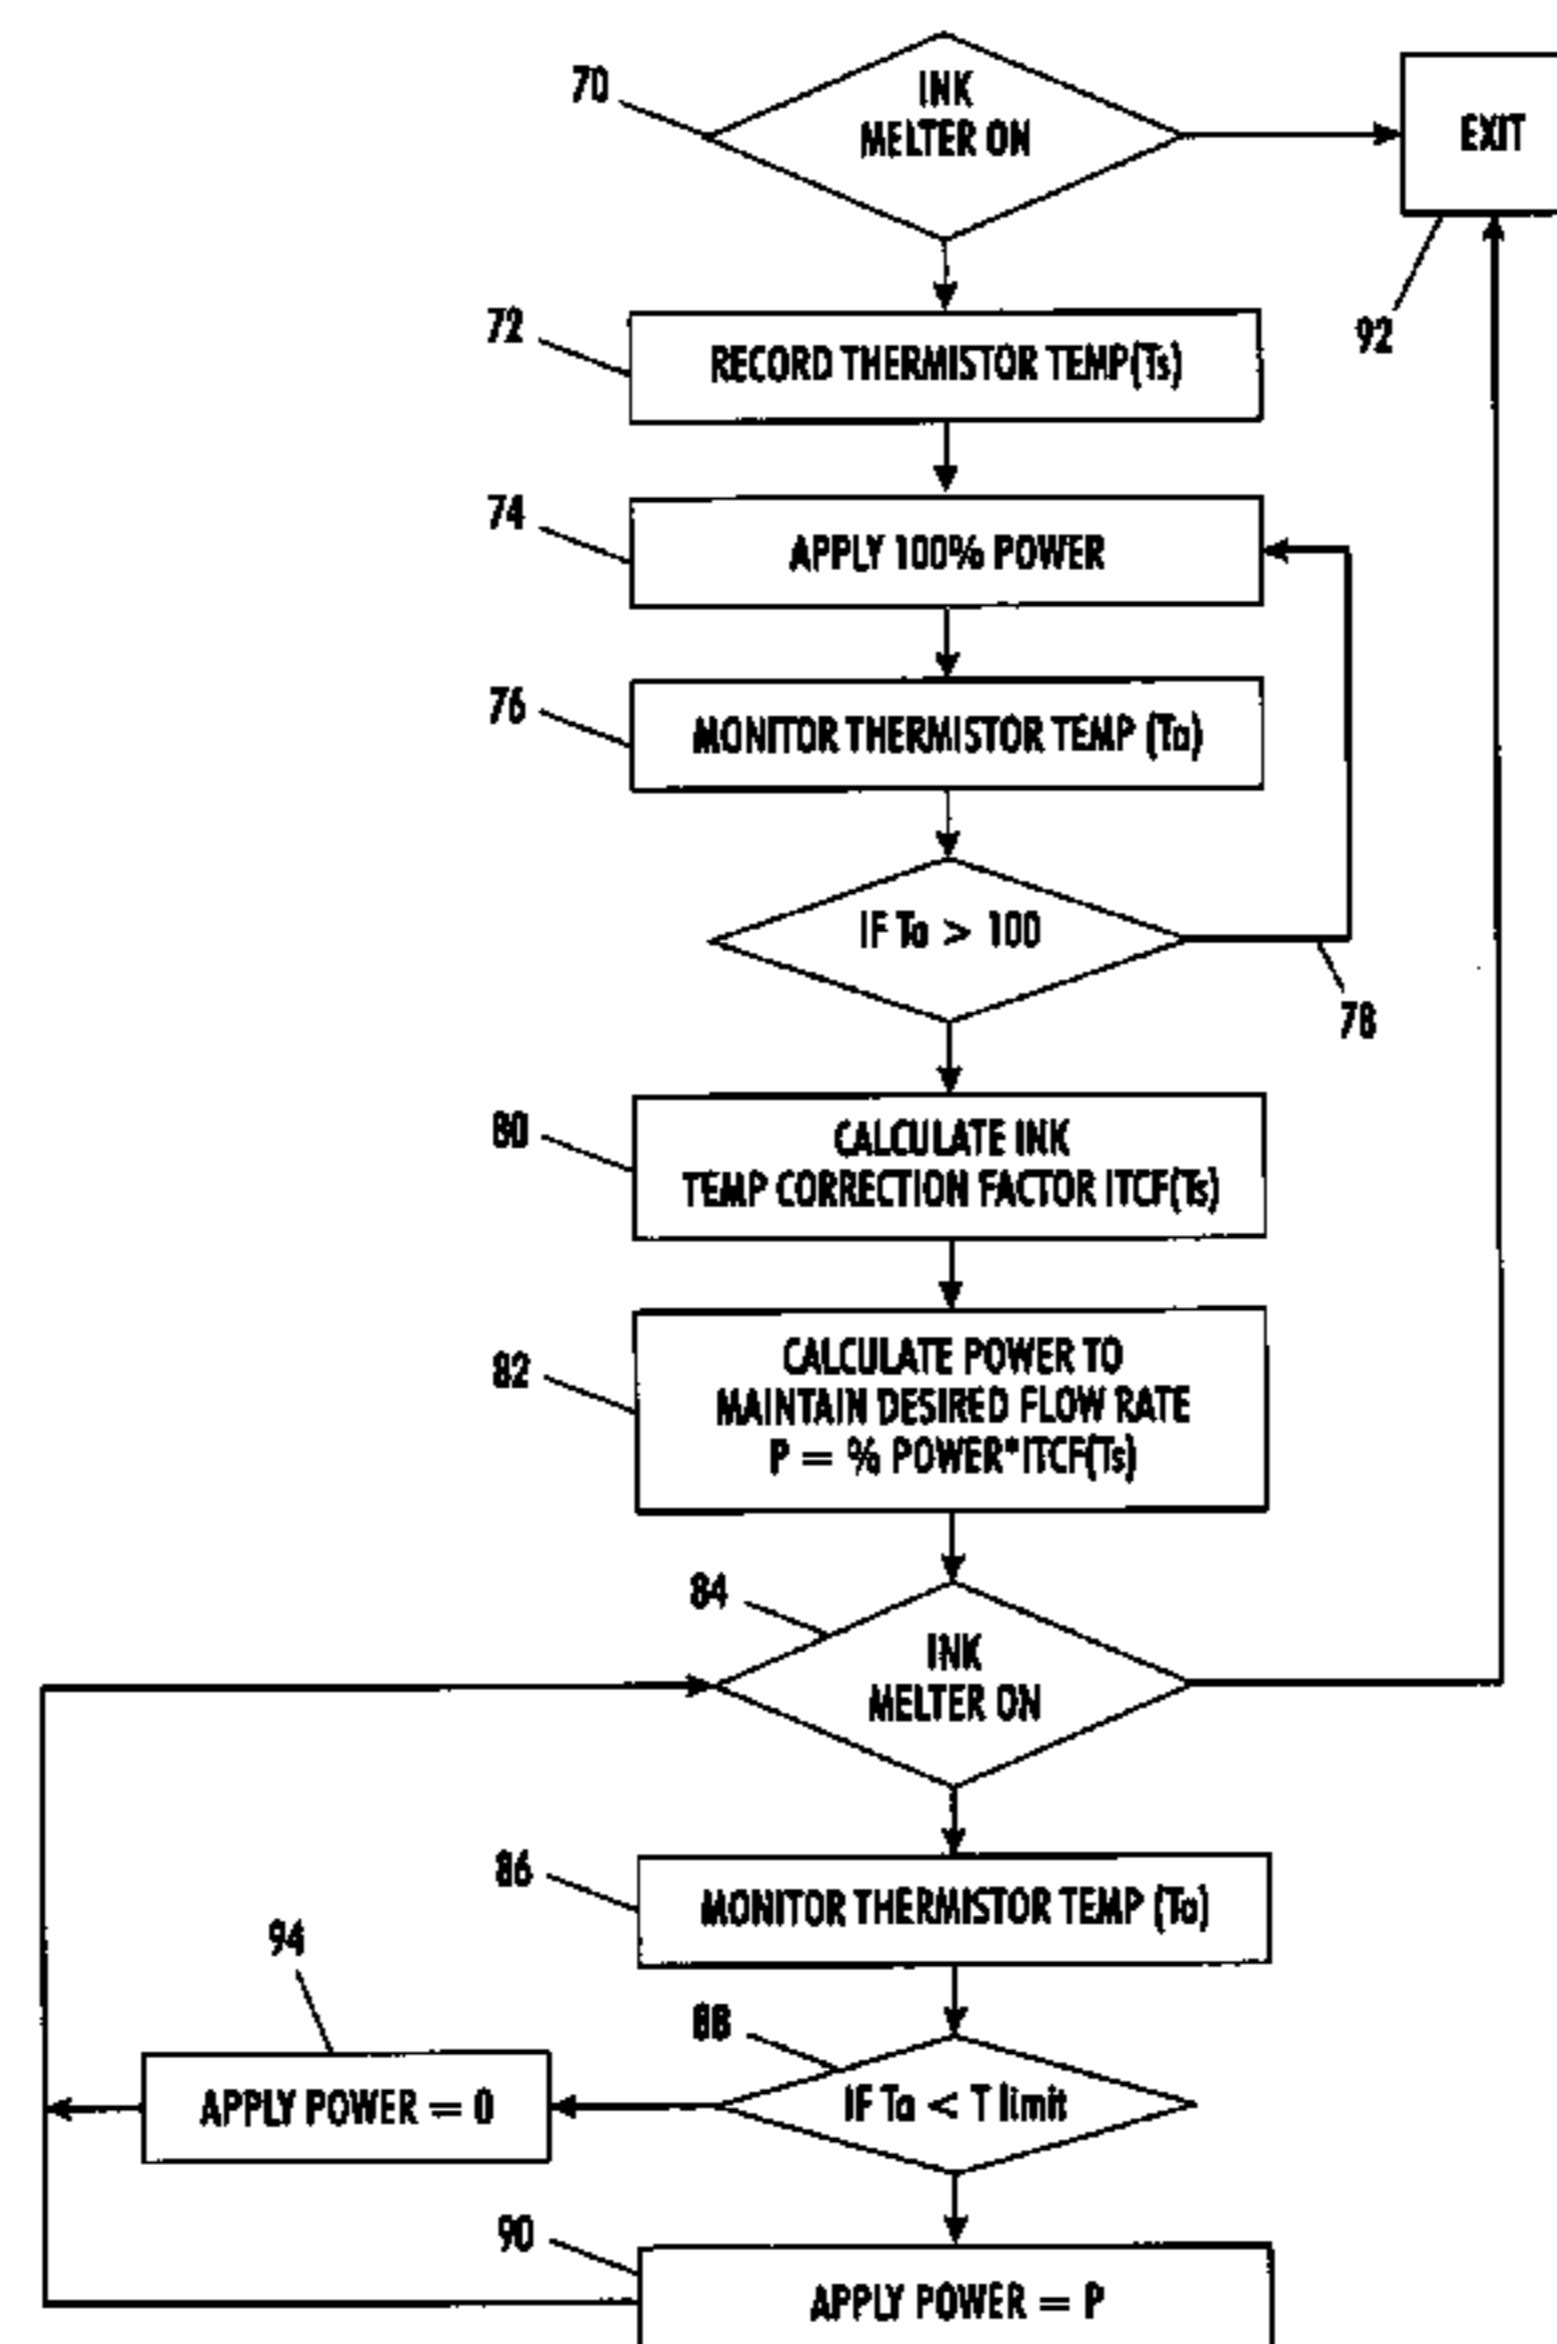 70
INK
MELTER ON
EXIT
92
72
RECORD THERMISTOR TEMP(Ts)
74
APPLY 100% POWER
76
MONITOR THERMISTOR TEMP (Ta)
IF Ta > 100
78
80
CALCULATE INK
TEMP CORRECTION FACTOR ITCF(Ts)
82
CALCULATE POWER TO
MAINTAIN DESIRED FLOW RATE
P = % POWER*ITCF(Ts)
84
INK
MELTER ON
86
MONITOR THERMISTOR TEMP (Ta)
94
88
APPLY POWER = 0
IF Ta < T limit
90
APPLY POWER = P